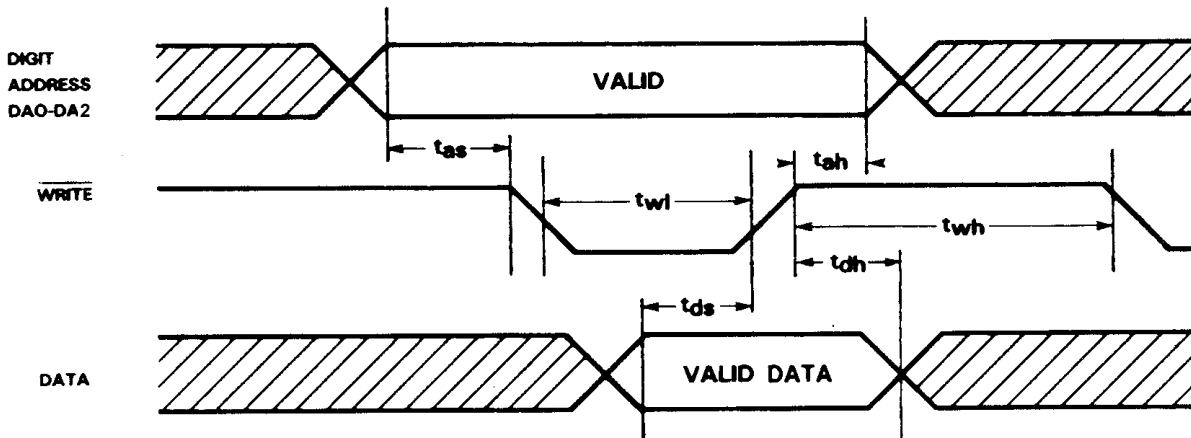 DIGIT
ADDRESS
DA0-DA2
VALID
tas
tah
WRITE
twl
twh
tdh
tds
DATA
VALID DATA